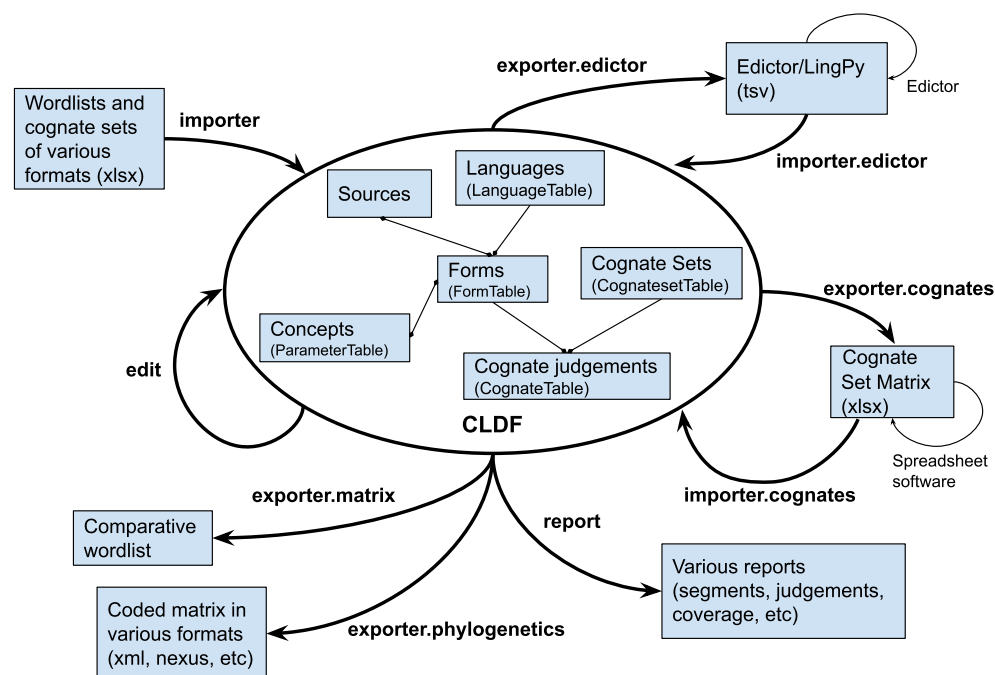 Wordlists and
cognate sets
of various
formats (xlsx)
importer
exporter.edictor
Edictor/LingPy
(tsv)
Edictor
importer.edictor
Sources
Languages
(LanguageTable)
Forms
(FormTable)
Cognate Sets
(CognatesetTable)
Concepts
(ParameterTable)
Cognate judgements
(CognateTable)
CLDF
edit
exporter.cognates
Cognate
Set Matrix
(xlsx)
Spreadsheet
software
importer.cognates
exporter.matrix
Comparative
wordlist
report
Various reports
(segments, judgements,
coverage, etc)
Coded matrix in
various formats
(xml, nexus, etc)
exporter.phylogenetics